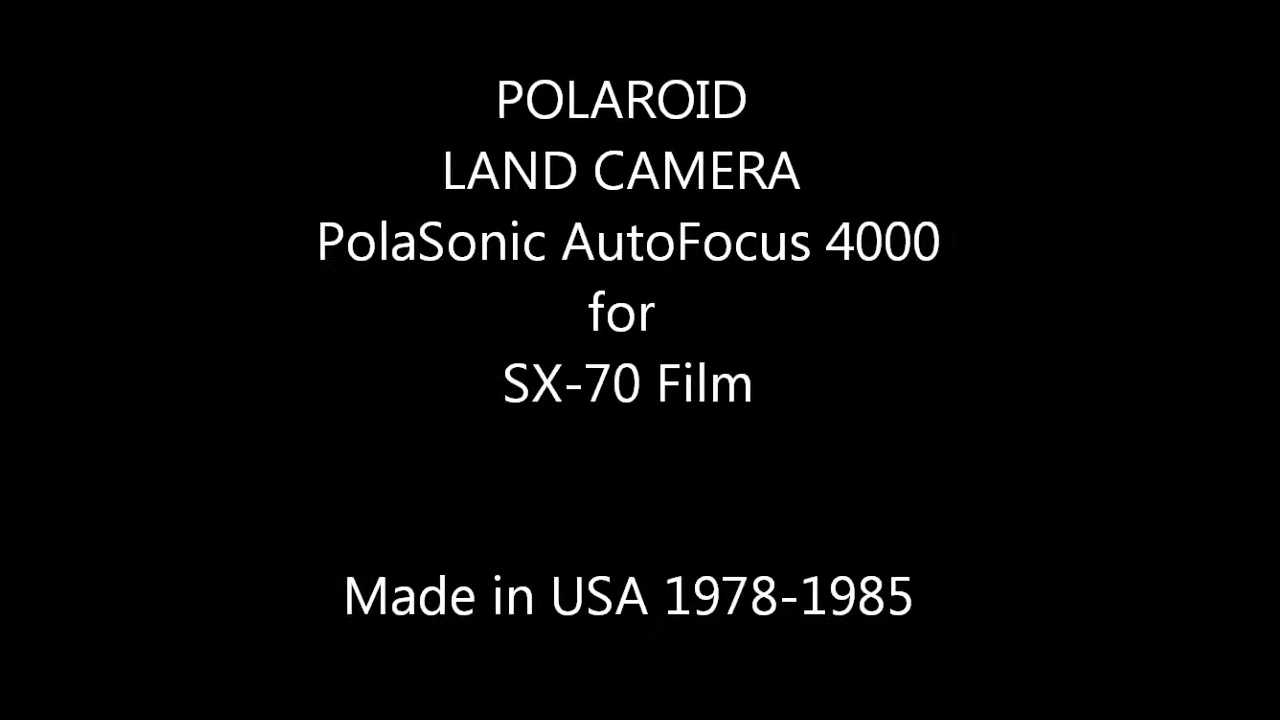 POLAROID
LAND CAMERA
PolaSonic AutoFocus 4000
for
SX-70 Film
Made in USA 1978-1985